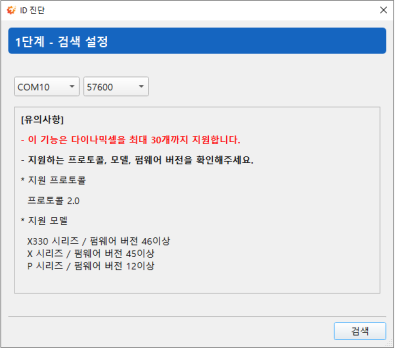 ID 진단
1단계 - 검색 설정
COM10 57600
[유의사항]
- 이 기능은 다이나믹셀을 최대 30개까지 지원합니다.
- 지원하는 프로토콜, 모델, 펌웨어 버전을 확인해주세요.
* 지원 프로토콜
프로토콜 2.0
* 지원 모델
X330 시리즈 / 펌웨어 버전 46이상
X 시리즈 / 펌웨어 버전 45이상
P 시리즈 / 펌웨어 버전 12이상
검색